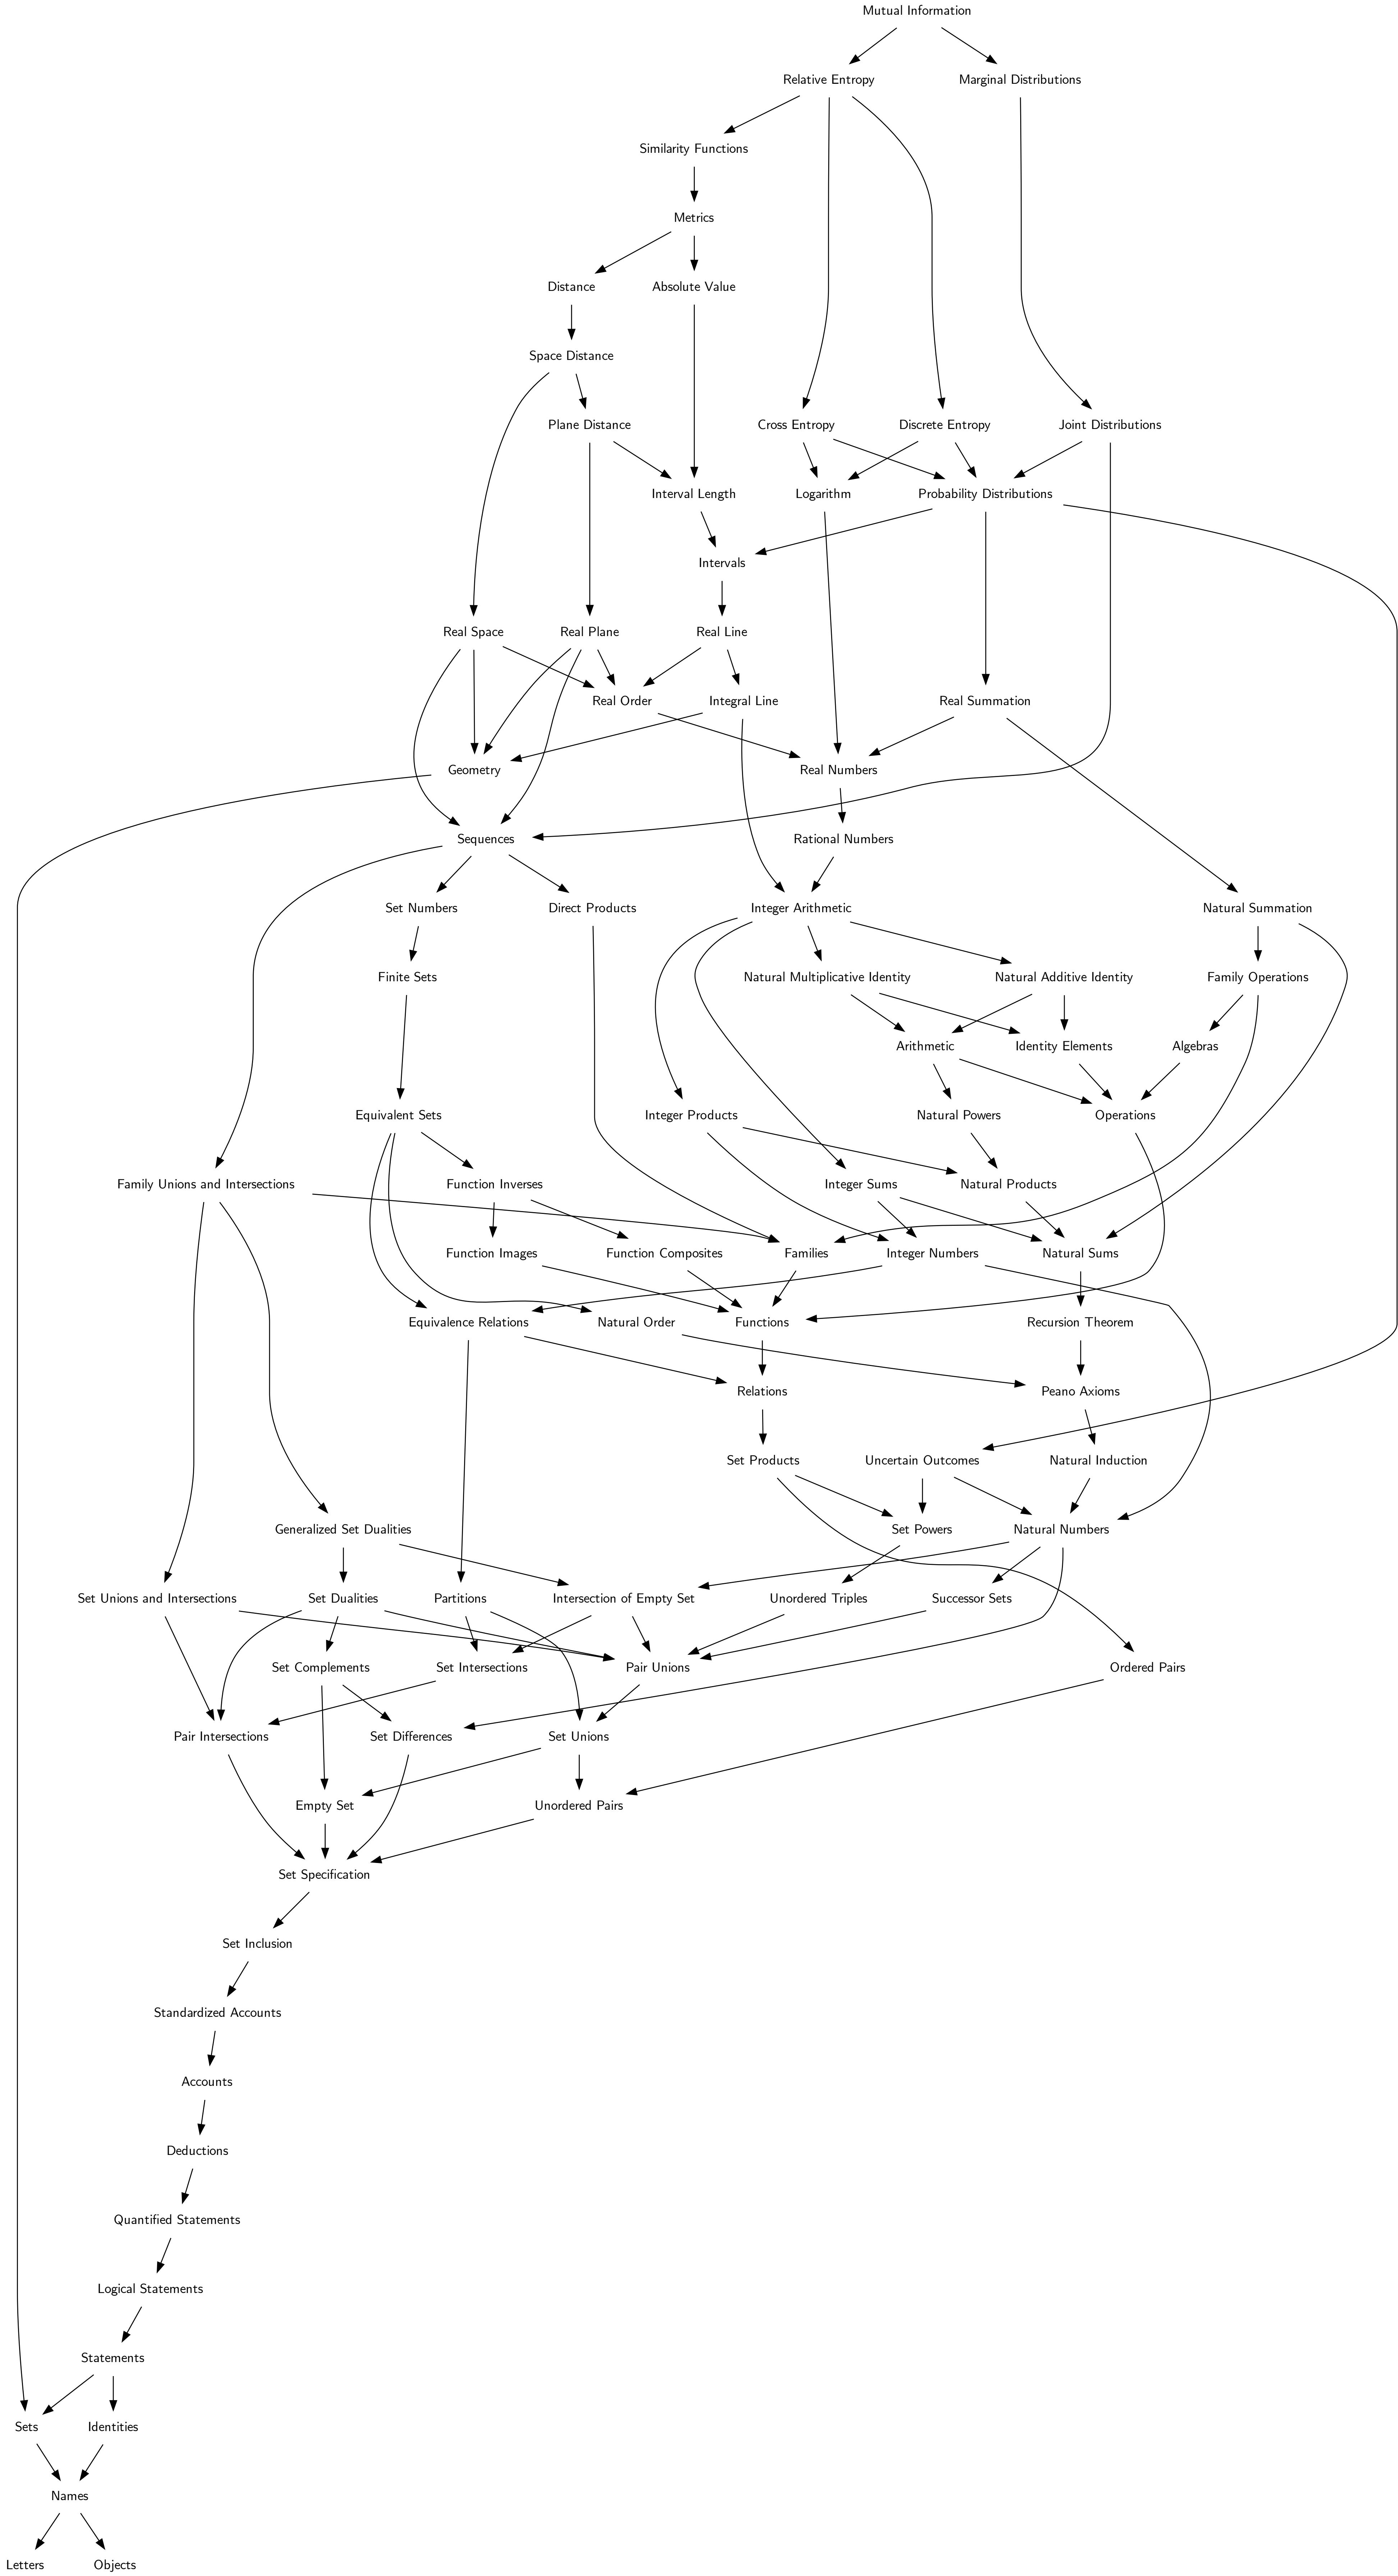 Mutual Information
Relative Entropy
Marginal Distributions
Similarity Functions
Metrics
Distance
Absolute Value
Space Distance
Plane Distance
Cross Entropy
Discrete Entropy
Joint Distributions
Interval Length
Logarithm
Probability Distributions
Intervals
Real Space
Real Plane
Real Line
Real Order
Integral Line
Real Summation
Geometry
Real Numbers
Sequences
Rational Numbers
Set Numbers
Direct Products
Integer Arithmetic
Natural Summation
Finite Sets
Natural Multiplicative Identity
Natural Additive Identity
Family Operations
Arithmetic
Identity Elements
Algebras
Equivalent Sets
Integer Products
Natural Powers
Operations
Family Unions and Intersections
Function Inverses
Integer Sums
Natural Products
Function Images
Function Composites
Families
Integer Numbers
Natural Sums
Equivalence Relations
Natural Order
Functions
Recursion Theorem
Relations
Peano Axioms
Set Products
Uncertain Outcomes
Natural Induction
Generalized Set Dualities
Set Powers
Natural Numbers
Set Unions and Intersections
Set Dualities
Partitions
Intersection of Empty Set
Unordered Triples
Successor Sets
Set Complements
Set Intersections
Pair Unions
Ordered Pairs
Pair Intersections
Set Differences
Set Unions
Empty Set
Unordered Pairs
Set Specification
Set Inclusion
Standardized Accounts
Accounts
Deductions
Quantified Statements
Logical Statements
Statements
Sets
Identities
Names
Letters
Objects